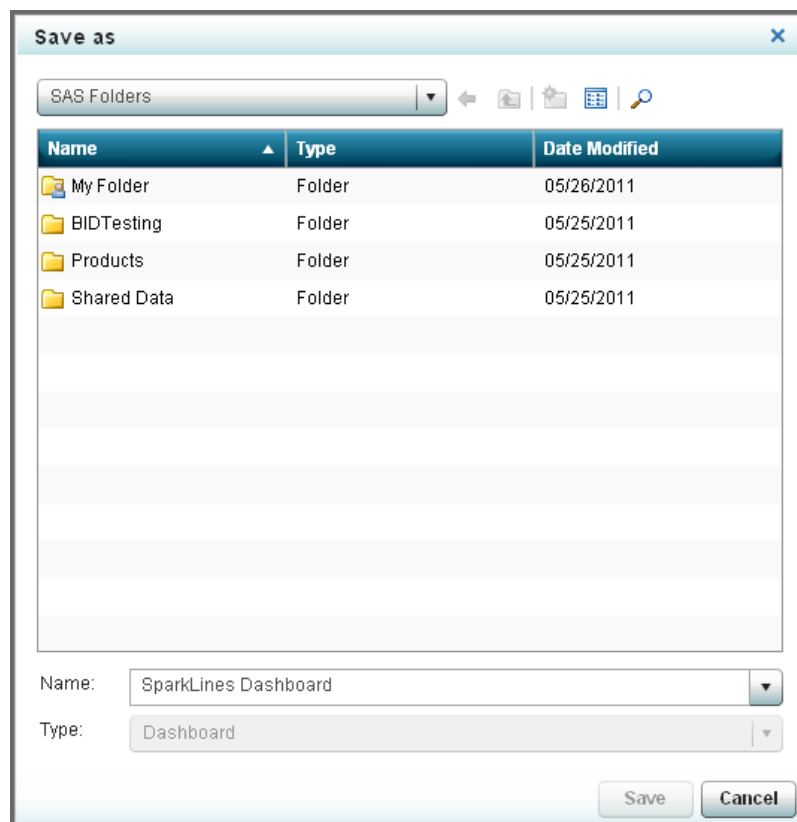 Save as
SAS Folders
Name Type Date Modified
My Folder Folder 05/26/2011
BIDTesting Folder 05/25/2011
Products Folder 05/25/2011
Shared Data Folder 05/25/2011
Name: SparkLines Dashboard
Type: Dashboard
Save Cancel